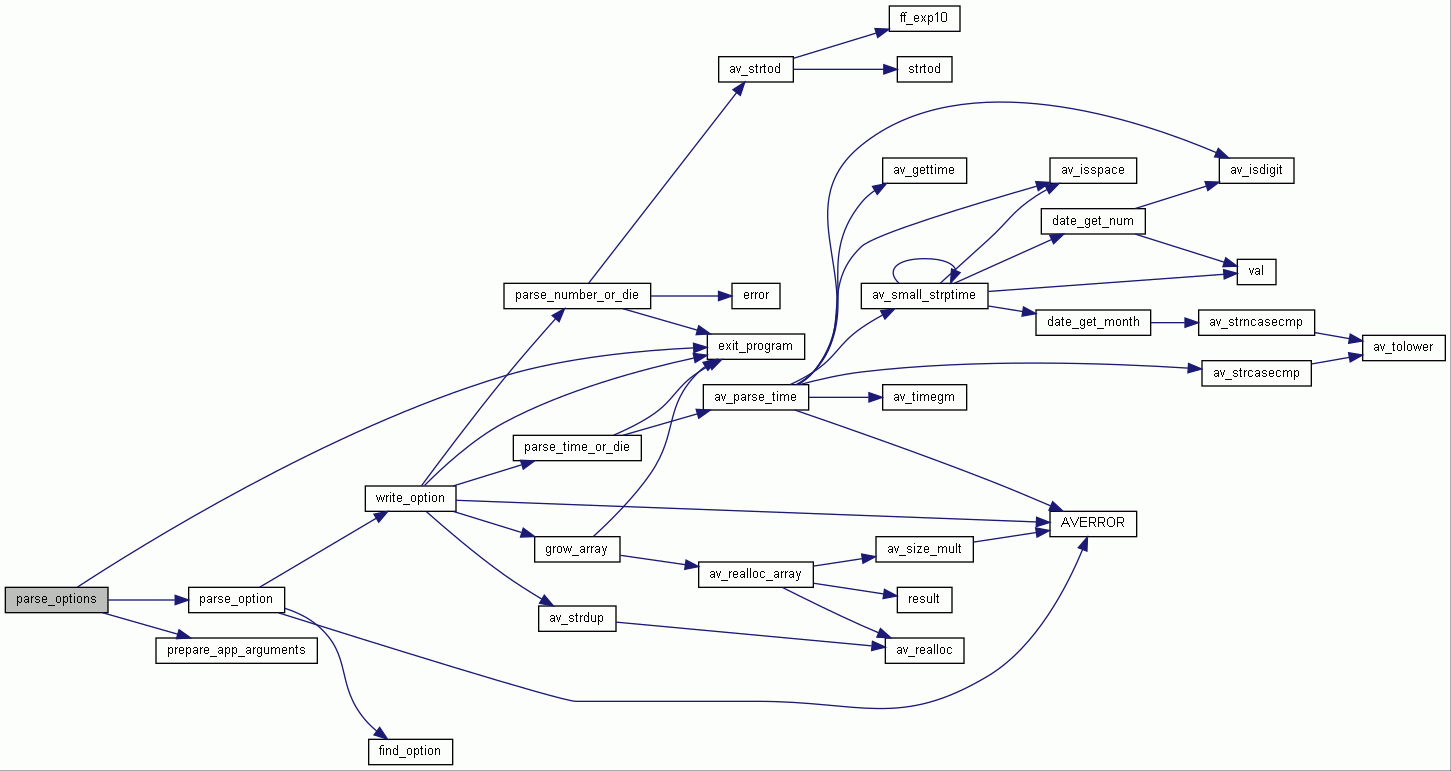 ff_exp10
av_strtod
strtod
av_gettime
av_isspace
av_isdigit
date_get_num
val
parse_number_or_die
error
av_small_strptime
date_get_month
av_strncasecmp
exit_program
av_tolower
av_strcasecmp
av_parse_time
av_timegm
parse_time_or_die
write_option
AVERROR
grow_array
av_size_mult
av_realloc_array
parse_options
parse_option
result
av_strdup
prepare_app_arguments
av_realloc
find_option